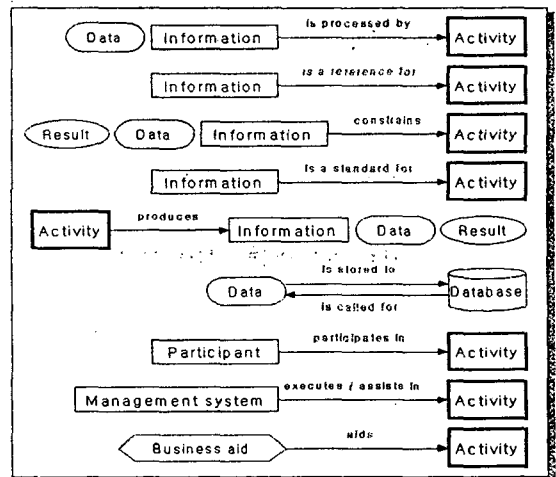 is processed by
Data Information Activity
is a reference for
Information Activity
constrains
Result Data Information Activity
is a standard for
Information Activity
produces
Activity Information Data Result
is stored to
Data Database
is called for
participates in
Participant Activity
executes / assists in
Management system Activity
aids
Business aid Activity